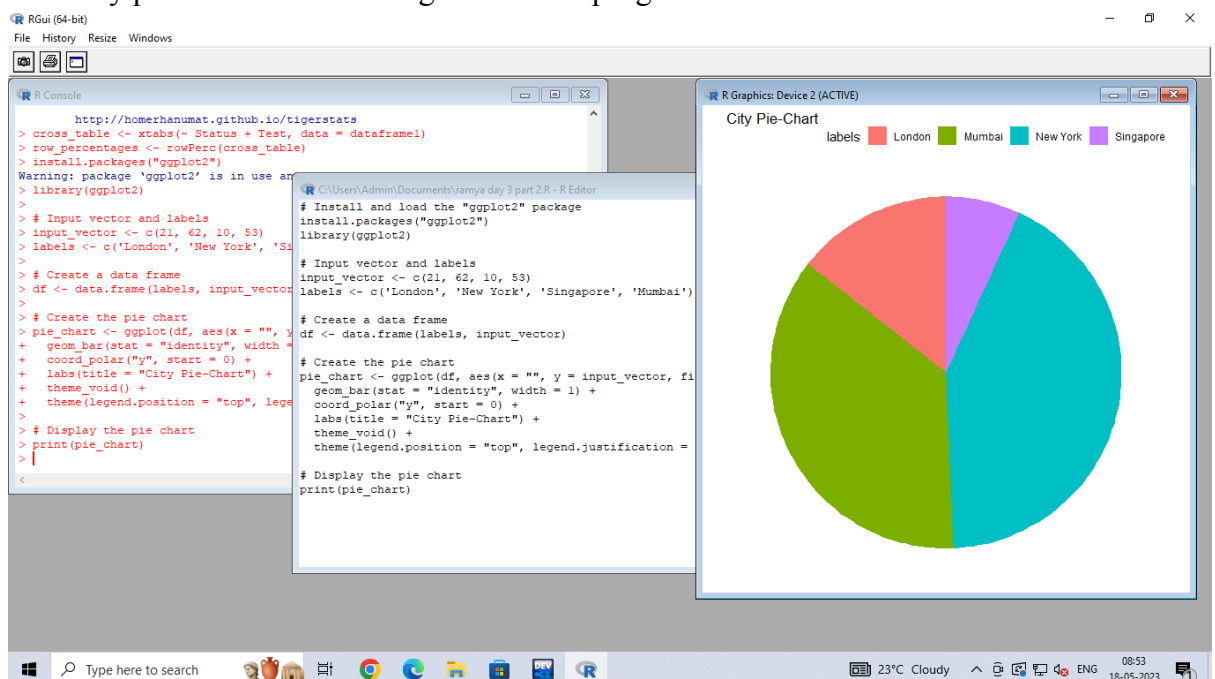 RGui (64-bit)
File History Resize Windows
R Console
http://homerhanumat.github.io/tigerstats
> cross_table <- xtabs(~ Status + Test, data = dataframe1)
> row_percentages <- rowPerc(cross_table)
> install.packages("ggplot2")
Warning: package 'ggplot2' is in use an
> library(ggplot2)
>
> # Input vector and labels
> input_vector <- c(21, 62, 10, 53)
> labels <- c('London', 'New York', 'Si
>
> # Create a data frame
> df <- data.frame(labels, input_vector
>
> # Create the pie chart
> pie_chart <- ggplot(df, aes(x = "", y
+ geom_bar(stat = "identity", width =
+ coord_polar("y", start = 0) +
+ labs(title = "City Pie-Chart") +
+ theme_void() +
+ theme(legend.position = "top", lege
>
> # Display the pie chart
> print(pie_chart)
>
C:\Users\Admin\Documents\ramya day 3 part 2.R - R Editor
# Install and load the "ggplot2" package
install.packages("ggplot2")
library(ggplot2)
# Input vector and labels
input_vector <- c(21, 62, 10, 53)
labels <- c('London', 'New York', 'Singapore', 'Mumbai')
# Create a data frame
df <- data.frame(labels, input_vector)
# Create the pie chart
pie_chart <- ggplot(df, aes(x = "", y = input_vector, fi
geom_bar(stat = "identity", width = 1) +
coord_polar("y", start = 0) +
labs(title = "City Pie-Chart") +
theme_void() +
theme(legend.position = "top", legend.justification =
# Display the pie chart
print(pie_chart)
R Graphics: Device 2 (ACTIVE)
City Pie-Chart
labels London Mumbai New York Singapore
Type here to search
DEV
23°C Cloudy
ENG
08:53
18-05-2023